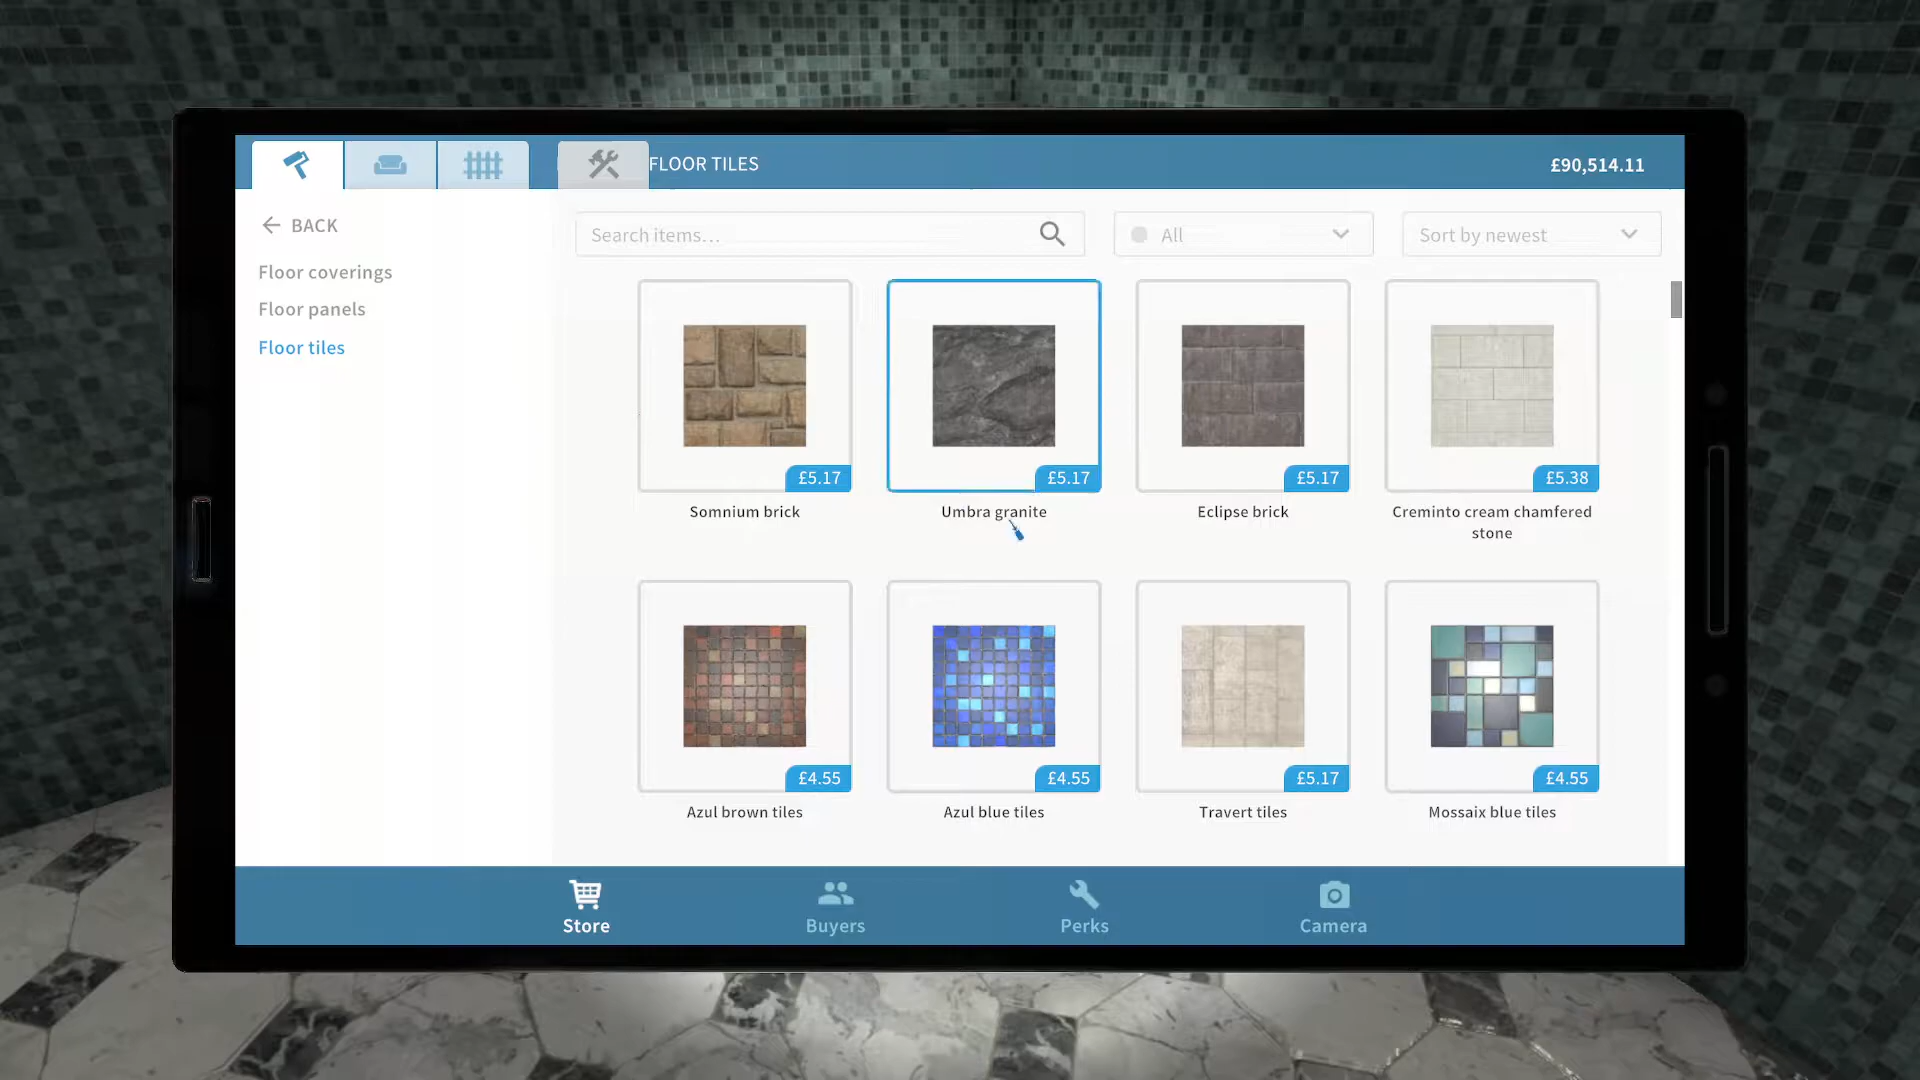 FLOOR TILES
£90,514.11
BACK
Floor coverings
Floor panels
Floor tiles
Search items...
All
Sort by newest
£5.17
£5.17
£5.17
£5.38
Somnium brick
Umbra granite
Eclipse brick
Creminto cream chamfered
stone
£4.55
£4.55
£5.17
£4.55
Azul brown tiles
Azul blue tiles
Travert tiles
Mossaix blue tiles
Store
Buyers
Perks
Camera